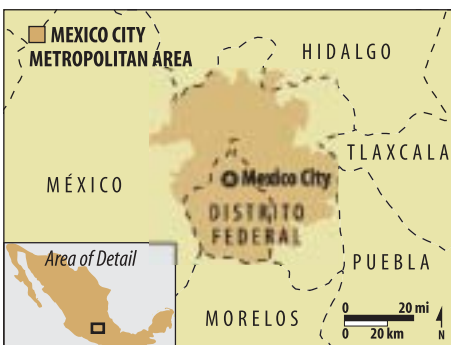 MEXICO CITY
METROPOLITAN AREA
HIDALGO
TLAXCALA
MÉXICO
Mexico City
DISTRITO
FEDERAL
Area of Detail
PUEBLA
MORELOS
0 20 mi
0 20 km
N